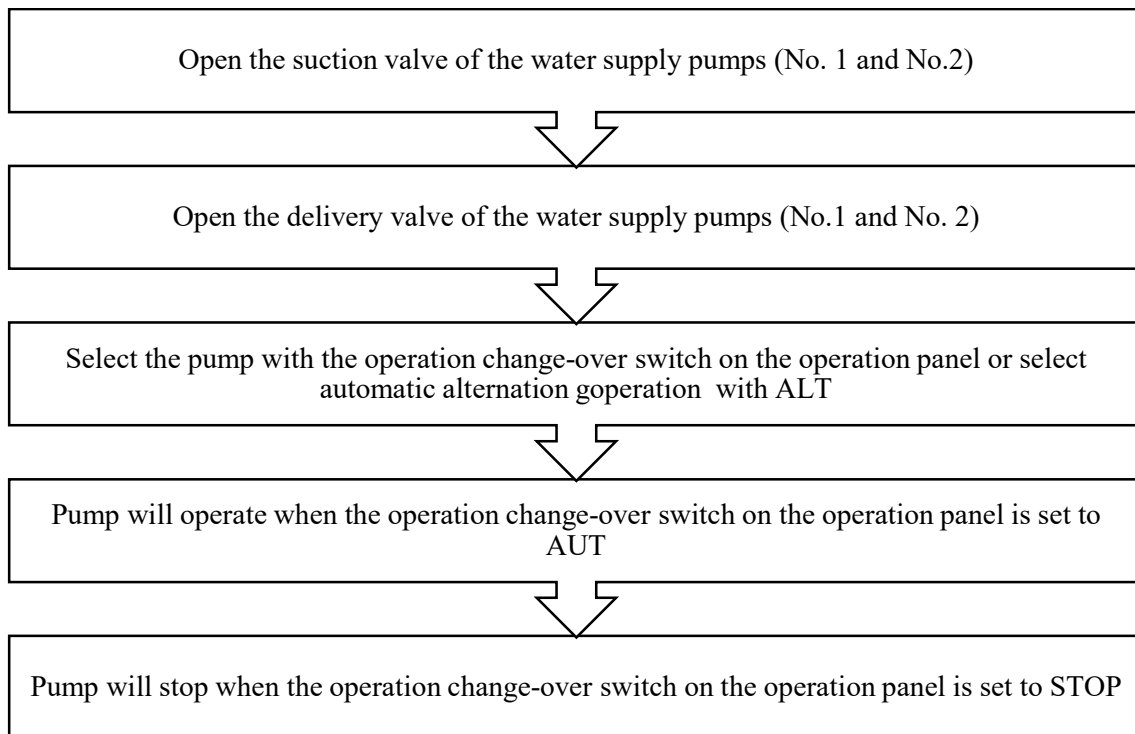 Open the suction valve of the water supply pumps (No. 1 and No.2)
Open the delivery valve of the water supply pumps (No.1 and No. 2)
Select the pump with the operation change-over switch on the operation panel or select
automatic alternation goperation  with ALT
Pump will operate when the operation change-over switch on the operation panel is set to
AUT
Pump will stop when the operation change-over switch on the operation panel is set to STOP